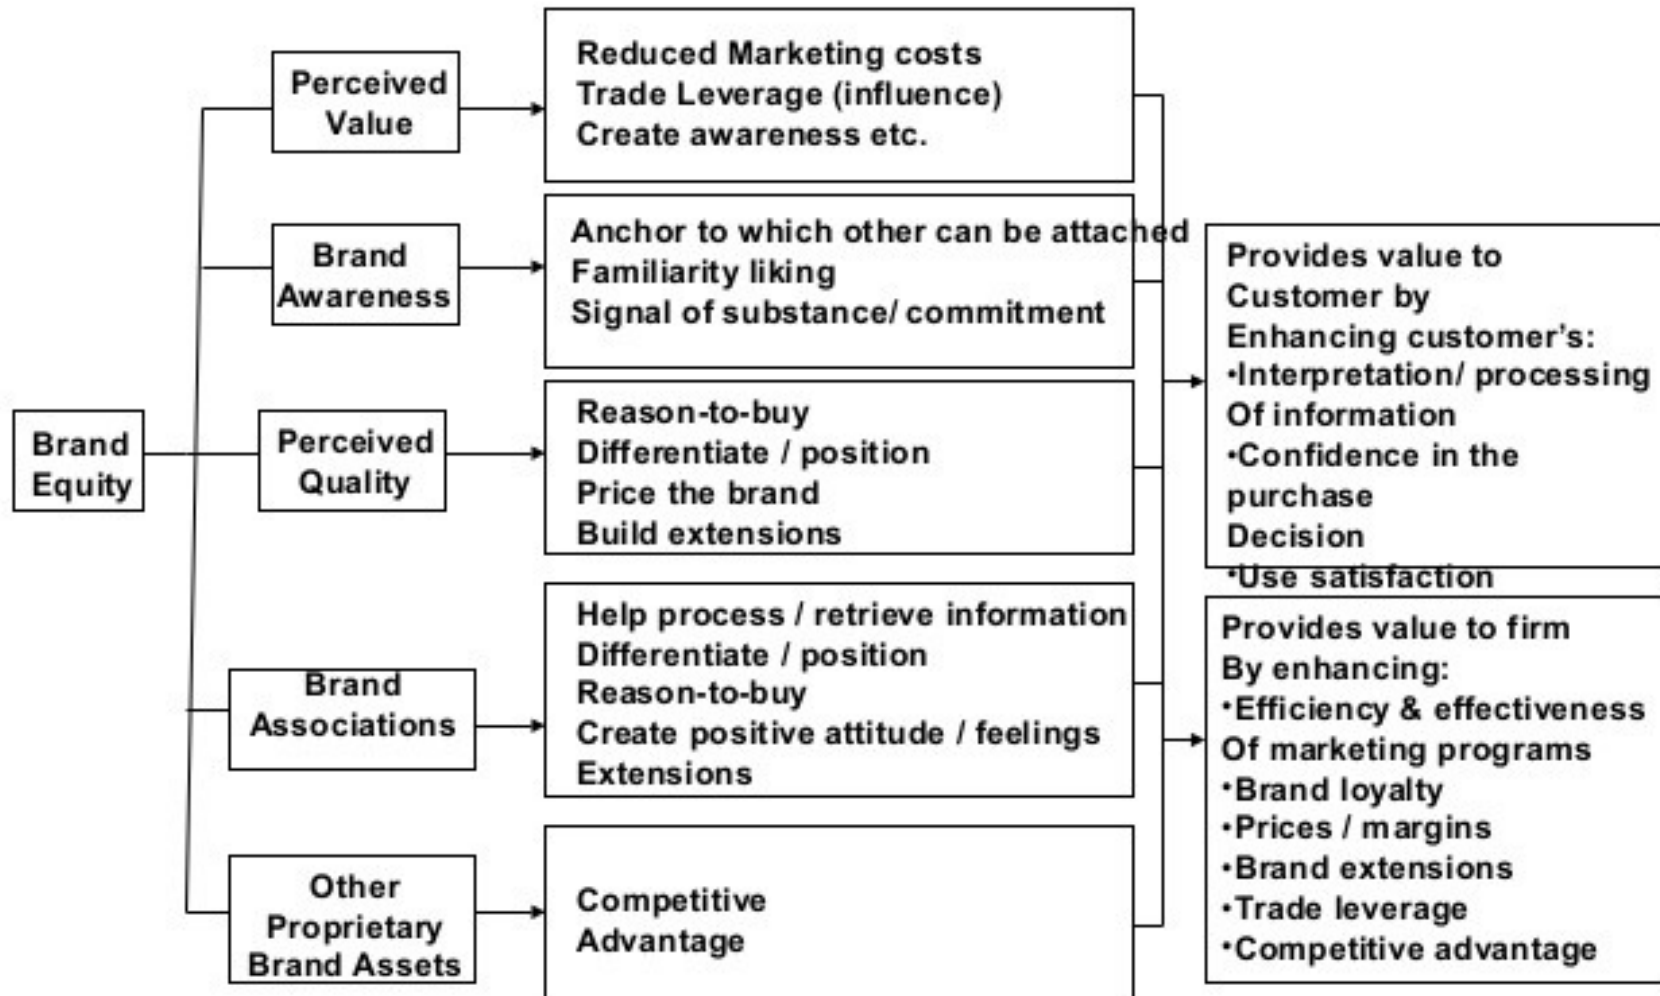 Brand
Equity
Perceived
Value
Brand
Awareness
Perceived
Quality
Brand
Associations
Other
Proprietary
Brand Assets
Reduced Marketing costs
Trade Leverage (influence)
Create awareness etc.
Anchor to which other can be attached
Familiarity liking
Signal of substance/ commitment
Reason-to-buy
Differentiate / position
Price the brand
Build extensions
Help process / retrieve information
Differentiate / position
Reason-to-buy
Create positive attitude / feelings
Extensions
Competitive
Advantage
Provides value to
Customer by
Enhancing customer's:
•Interpretation/ processing
Of information
•Confidence in the
purchase
Decision
•Use satisfaction
Provides value to firm
By enhancing:
•Efficiency & effectiveness
Of marketing programs
•Brand loyalty
•Prices / margins
•Brand extensions
•Trade leverage
•Competitive advantage